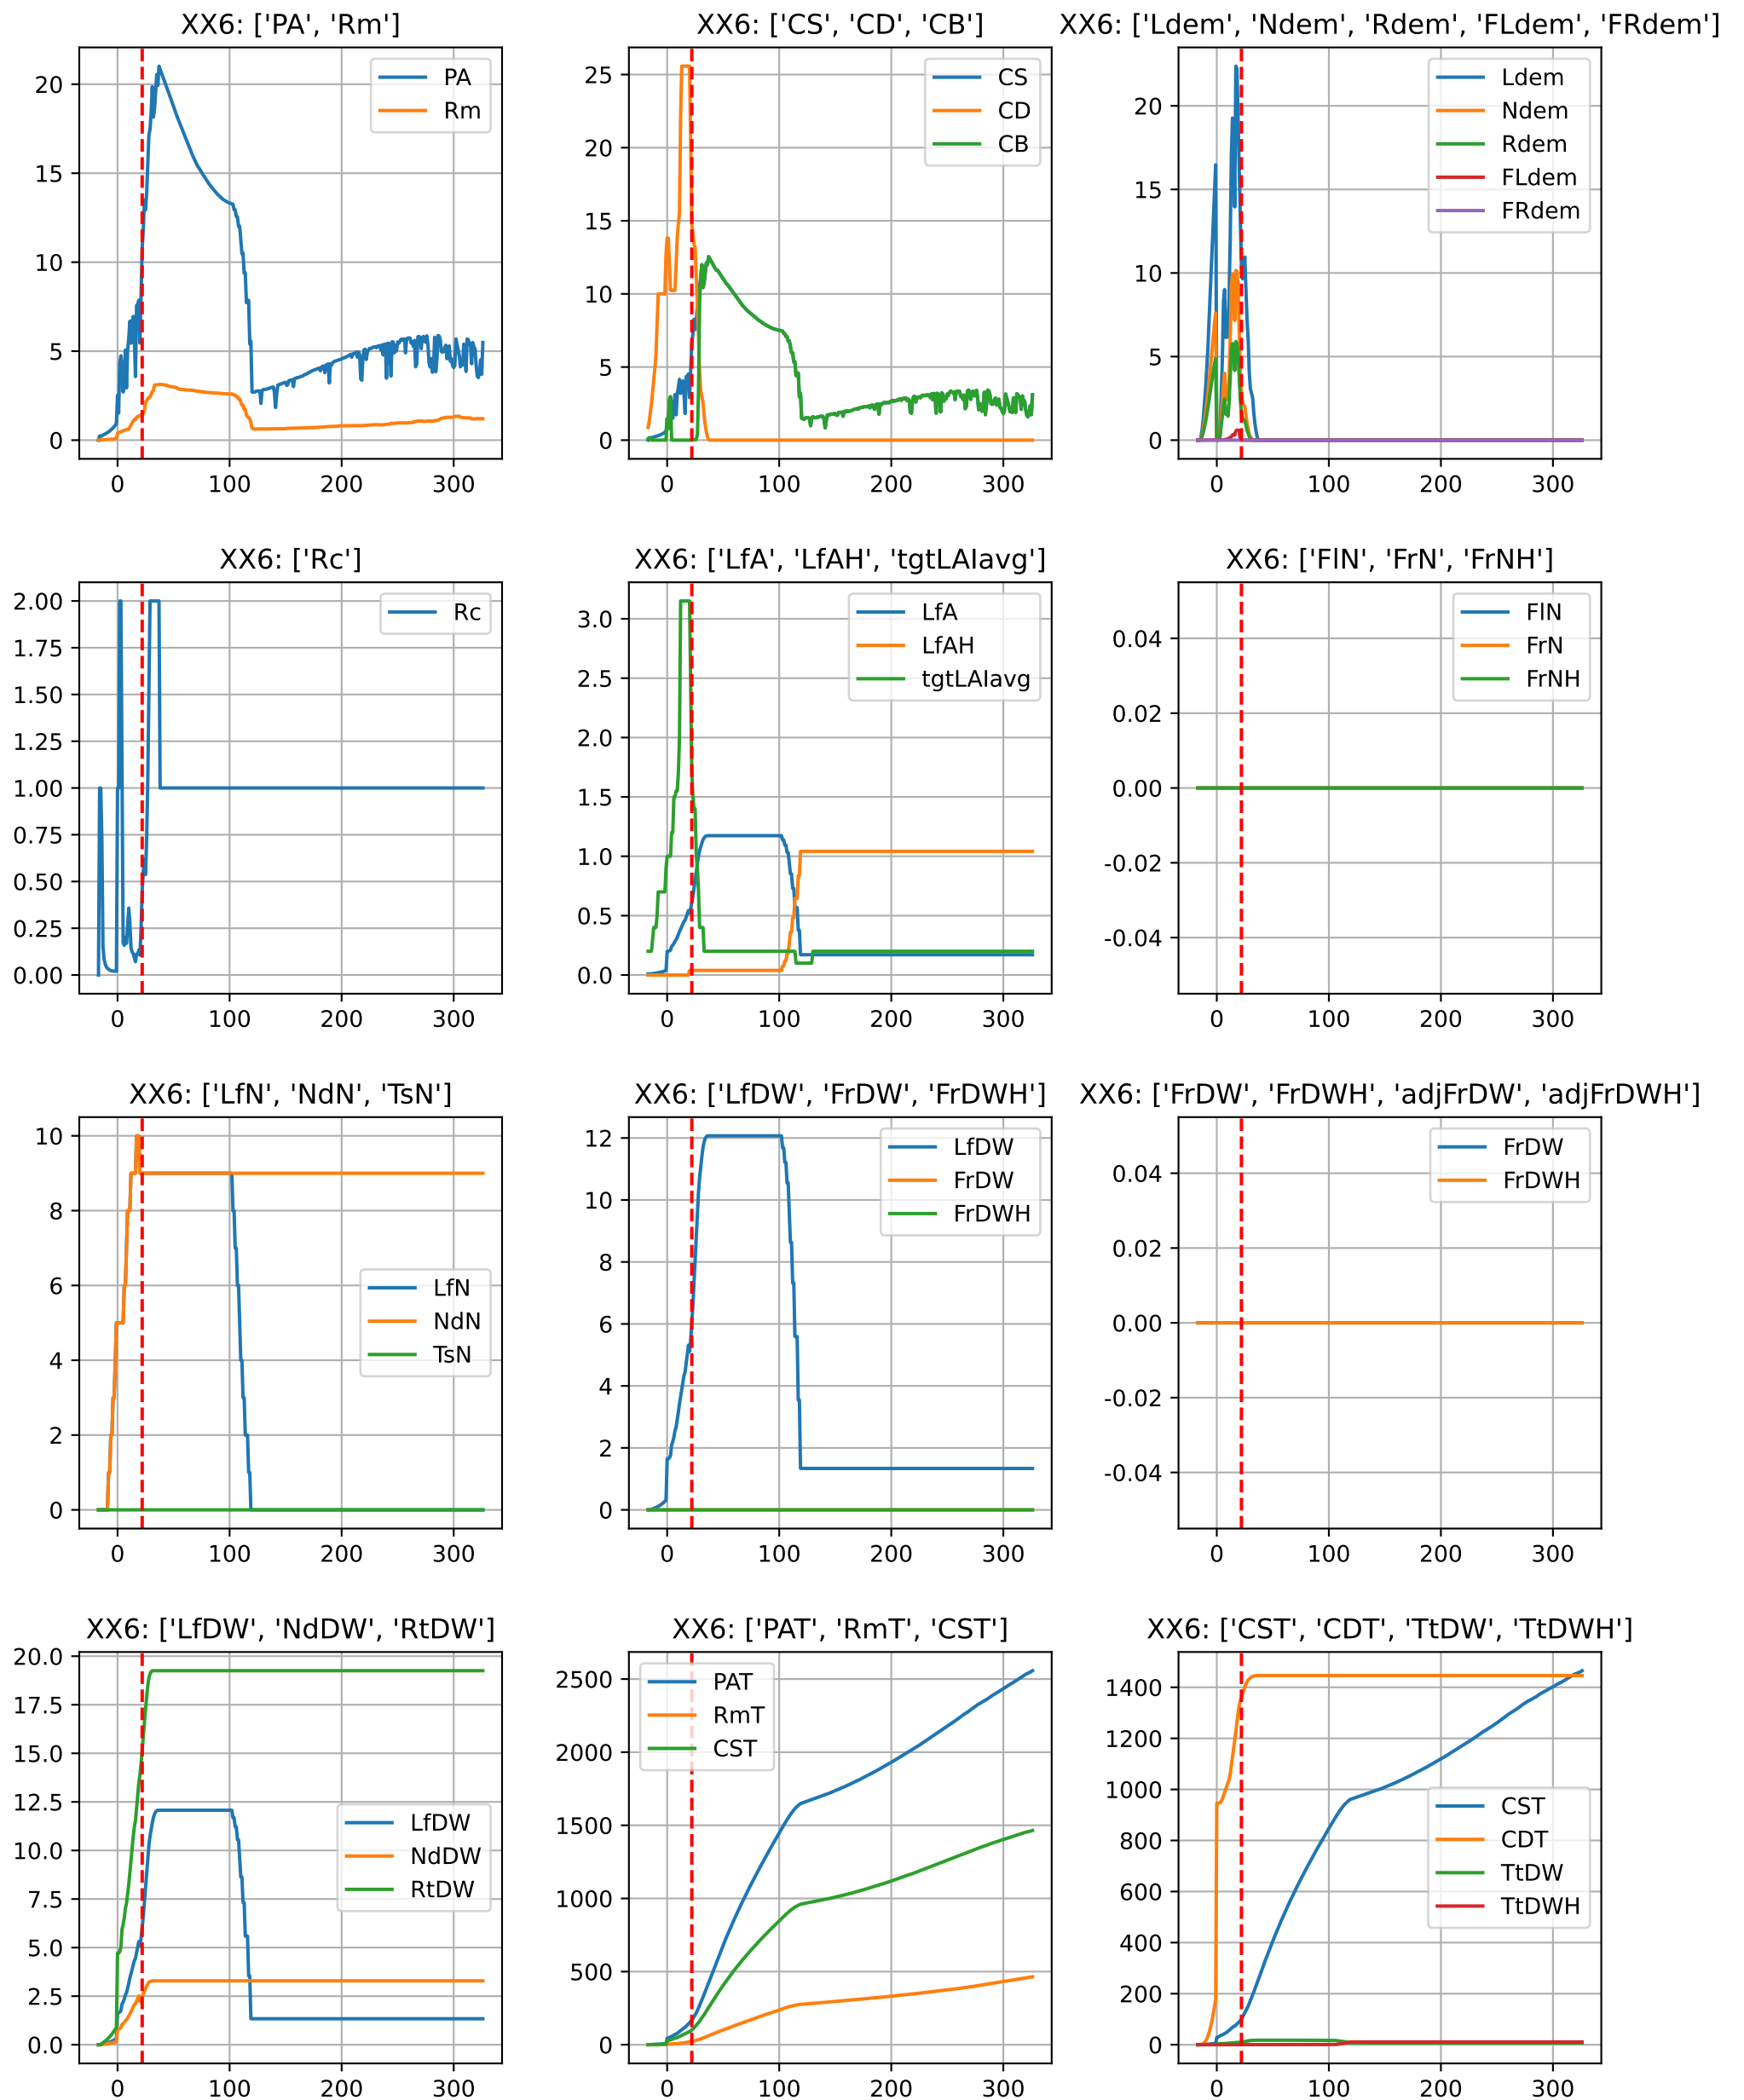 XX6: ['PA', 'Rm']
20
15
10
5
0
0 100 200 300
PA
Rm
XX6: ['CS', 'CD', 'CB']
25
20
15
10
5
0
0 100 200 300
CS
CD
CB
XX6: ['Ldem', 'Ndem', 'Rdem', 'FLdem', 'FRdem']
20
15
10
5
0
0 100 200 300
Ldem
Ndem
Rdem
FLdem
FRdem
XX6: ['Rc']
2.00
1.75
1.50
1.25
1.00
0.75
0.50
0.25
0.00
0 100 200 300
Rc
XX6: ['LfA', 'LfAH', 'tgtLAIavg']
3.0
2.5
2.0
1.5
1.0
0.5
0.0
0 100 200 300
LfA
LfAH
tgtLAIavg
XX6: ['FlN', 'FrN', 'FrNH']
0.04
0.02
0.00
-0.02
-0.04
0 100 200 300
FlN
FrN
FrNH
XX6: ['LfN', 'NdN', 'TsN']
10
8
6
4
2
0
0 100 200 300
LfN
NdN
TsN
XX6: ['LfDW', 'FrDW', 'FrDWH']
12
10
8
6
4
2
0
0 100 200 300
LfDW
FrDW
FrDWH
XX6: ['FrDW', 'FrDWH', 'adjFrDW', 'adjFrDWH']
0.04
0.02
0.00
-0.02
-0.04
0 100 200 300
FrDW
FrDWH
XX6: ['LfDW', 'NdDW', 'RtDW']
20.0
17.5
15.0
12.5
10.0
7.5
5.0
2.5
0.0
0 100 200 300
LfDW
NdDW
RtDW
XX6: ['PAT', 'RmT', 'CST']
2500
2000
1500
1000
500
0
0 100 200 300
PAT
RmT
CST
XX6: ['CST', 'CDT', 'TtDW', 'TtDWH']
1400
1200
1000
800
600
400
200
0
0 100 200 300
CST
CDT
TtDW
TtDWH